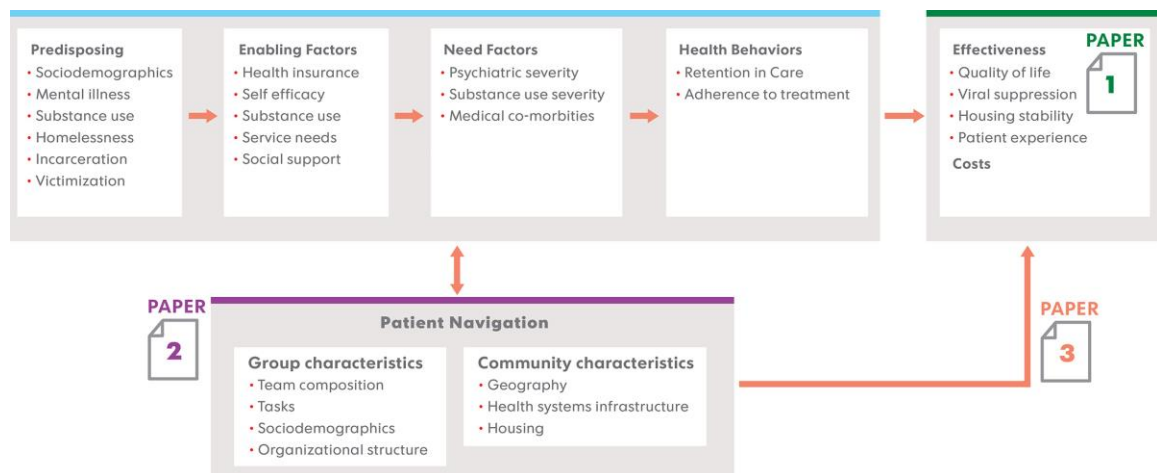 Predisposing
• Sociodemographics
• Mental illness
• Substance use
• Homelessness
• Incarceration
• Victimization
Enabling Factors
• Health insurance
• Self efficacy
• Substance use
• Service needs
• Social support
Need Factors
• Psychiatric severity
• Substance use severity
• Medical co-morbities
Health Behaviors
• Retention in Care
• Adherence to treatment
Effectiveness
• Quality of life
• Viral suppression
• Housing stability
• Patient experience
Costs
PAPER
1
PAPER
2
Patient Navigation
Group characteristics
• Team composition
• Tasks
• Sociodemographics
• Organizational structure
Community characteristics
• Geography
• Health systems infrastructure
• Housing
PAPER
3